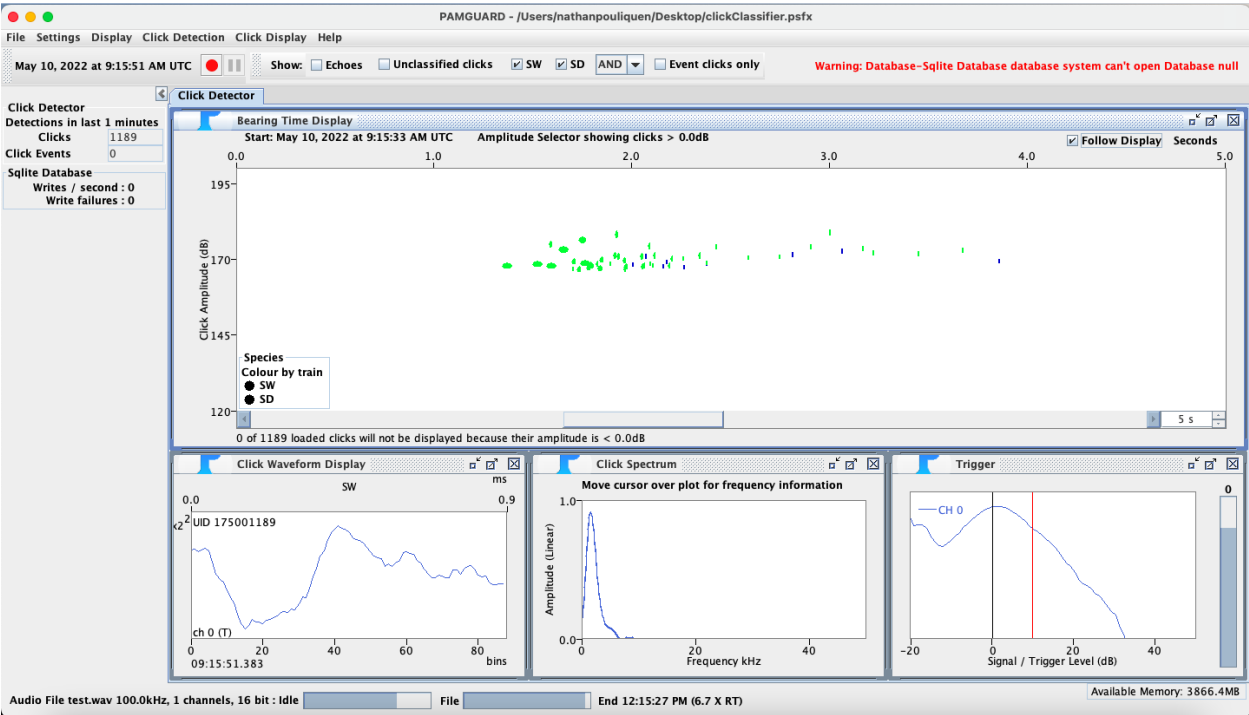 PAMGUARD - /Users/nathanpouliquen/Desktop/clickClassifier.psfx
File Settings Display Click Detection Click Display Help
May 10, 2022 at 9:15:51 AM UTC Show: Echoes Unclassified clicks SW SD AND Event clicks only Warning: Database-Sqlite Database database system can't open Database null
Click Detector
Click Detector
Detections in last 1 minutes
Clicks 1189
Click Events 0
Sqlite Database
Writes / second : 0
Write failures : 0
Bearing Time Display
Start: May 10, 2022 at 9:15:33 AM UTC Amplitude Selector showing clicks > 0.0dB Follow Display Seconds
0.0 1.0 2.0 3.0 4.0 5.0
195
170
145
120
Click Amplitude (dB)
Species
Colour by train
SW
SD
5 s
0 of 1189 loaded clicks will not be displayed because their amplitude is < 0.0dB
Click Waveform Display
SW ms
0.0 0.9
x2 2 UID 175001189
ch 0 (T)
0 20 40 60 80
09:15:51.383 bins
Click Spectrum
Move cursor over plot for frequency information
1.0
0.0
Amplitude (Linear)
0 20 40
Frequency kHz
Trigger
0
CH 0
-20 0 20 40
Signal / Trigger Level (dB)
Available Memory: 3866.4MB
Audio File test.wav 100.0kHz, 1 channels, 16 bit : Idle File End 12:15:27 PM (6.7 X RT)